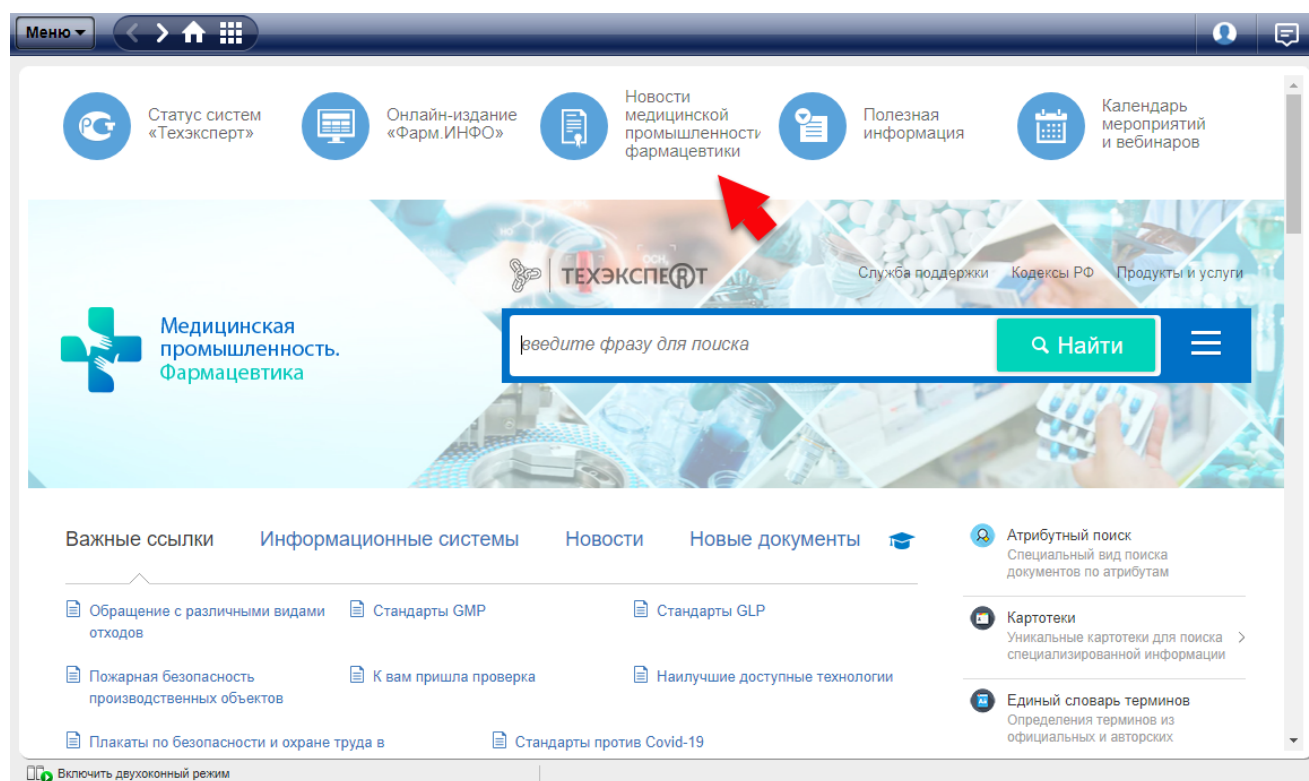 Меню
Статус систем
«Техэксперт»
Онлайн-издание
«Фарм.ИНФО»
Новости
медицинской
промышленности
фармацевтики
Полезная
информация
Календарь
мероприятий
и вебинаров
ТЕХЭКСПЕРТ
Служба поддержки
Кодексы РФ
Продукты и услуги
Медицинская
промышленность.
Фармацевтика
введите фразу для поиска
Найти
Важные ссылки
Информационные системы
Новости
Новые документы
Обращение с различными видами
отходов
Стандарты GMP
Стандарты GLP
Пожарная безопасность
производственных объектов
К вам пришла проверка
Наилучшие доступные технологии
Плакаты по безопасности и охране труда в
Стандарты против Covid-19
Атрибутный поиск
Специальный вид поиска
документов по атрибутам
Картотеки
Уникальные картотеки для поиска
специализированной информации
Единый словарь терминов
Определения терминов из
официальных и авторских
Включить двухоконный режим